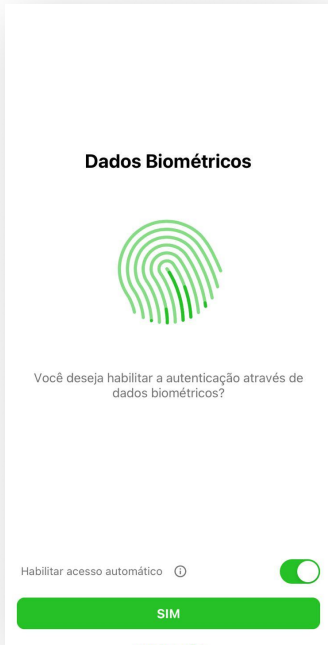 Dados Biométricos
Você deseja habilitar a autenticação através de
dados biométricos?
Habilitar acesso automático
SIM